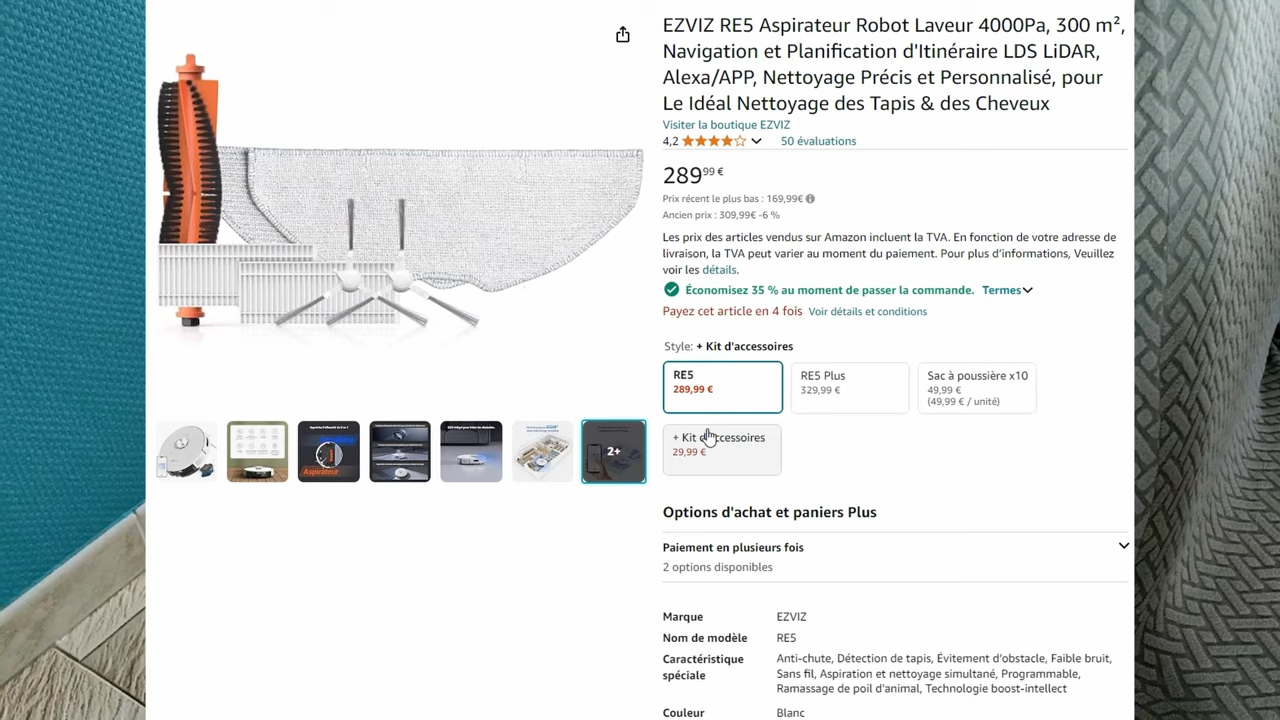 EZVIZ RE5 Aspirateur Robot Laveur 4000Pa, 300 m²,
Navigation et Planification d'Itinéraire LDS LiDAR,
Alexa/APP, Nettoyage Précis et Personnalisé, pour
Le Idéal Nettoyage des Tapis & des Cheveux
Visiter la boutique EZVIZ
4,2
50 évaluations
289,99 €
Prix récent le plus bas : 169,99€
Ancien prix : 309,99€ -6 %
Les prix des articles vendus sur Amazon incluent la TVA. En fonction de votre adresse de
livraison, la TVA peut varier au moment du paiement. Pour plus d'informations, Veuillez
voir les détails.
Économisez 35 % au moment de passer la commande. Termes
Payez cet article en 4 fois Voir détails et conditions
Style: + Kit d'accessoires
RE5
289,99 €
RE5 Plus
329,99 €
Sac à poussière x10
49,99 €
(49,99 € / unité)
+ Kit d'accessoires
29,99 €
2+
Aspirateur
Options d'achat et paniers Plus
Paiement en plusieurs fois
2 options disponibles
Marque EZVIZ
Nom de modèle RE5
Caractéristique spéciale Anti-chute, Détection de tapis, Évitement d'obstacle, Faible bruit,
Sans fil, Aspiration et nettoyage simultané, Programmable,
Ramassage de poil d'animal, Technologie boost-intellect
Couleur Blanc